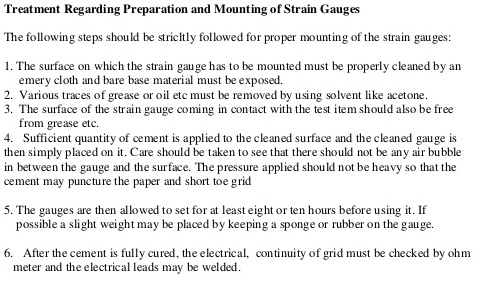 Treatment Regarding Preparation and Mounting of Strain Gauges
The following steps should be stricltly followed for proper mounting of the strain gauges:
1. The surface on which the strain gauge has to be mounted must be properly cleaned by an
emery cloth and bare base material must be exposed.
2. Various traces of grease or oil etc must be removed by using solvent like acetone.
3. The surface of the strain gauge coming in contact with the test item should also be free
from grease etc.
4. Sufficient quantity of cement is applied to the cleaned surface and the cleaned gauge is
then simply placed on it. Care should be taken to see that there should not be any air bubble
in between the gauge and the surface. The pressure applied should not be heavy so that the
cement may puncture the paper and short toe grid
5. The gauges are then allowed to set for at least eight or ten hours before using it. If
possible a slight weight may be placed by keeping a sponge or rubber on the gauge.
6. After the cement is fully cured, the electrical, continuity of grid must be checked by ohm
meter and the electrical leads may be welded.